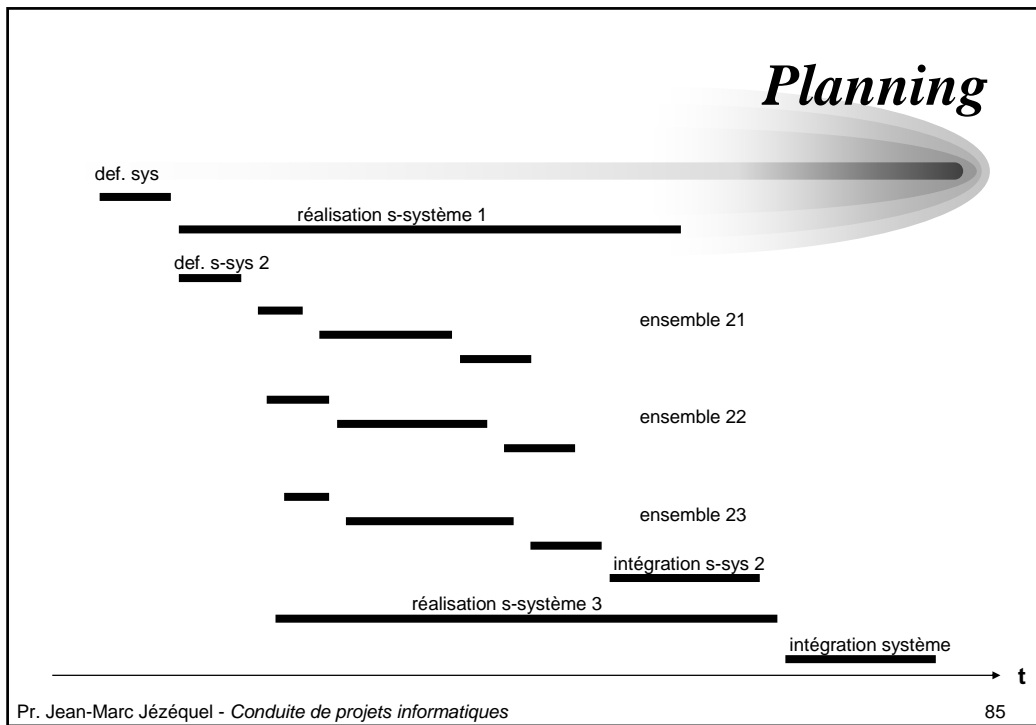 Planning
def. sys
réalisation s-système 1
def. s-sys 2
ensemble 21
ensemble 22
ensemble 23
intégration s-sys 2
réalisation s-système 3
intégration système
t
Pr. Jean-Marc Jézéquel - Conduite de projets informatiques 85